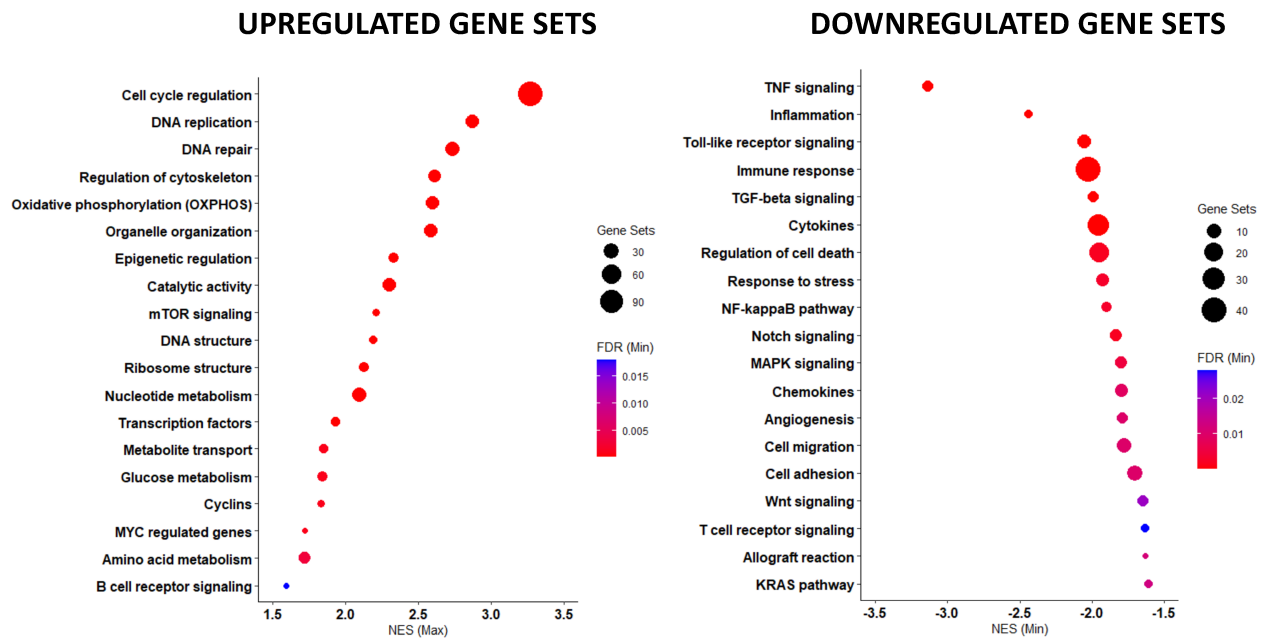 UPREGULATED GENE SETS
Cell cycle regulation
DNA replication
DNA repair
Regulation of cytoskeleton
Oxidative phosphorylation (OXPHOS)
Organelle organization
Epigenetic regulation
Catalytic activity
mTOR signaling
DNA structure
Ribosome structure
Nucleotide metabolism
Transcription factors
Metabolite transport
Glucose metabolism
Cyclins
MYC regulated genes
Amino acid metabolism
B cell receptor signaling
1.5 2.0 2.5 3.0 3.5
NES (Max)
Gene Sets
30
60
90
FDR (Min)
0.015
0.010
0.005
DOWNREGULATED GENE SETS
TNF signaling
Inflammation
Toll-like receptor signaling
Immune response
TGF-beta signaling
Cytokines
Regulation of cell death
Response to stress
NF-kappaB pathway
Notch signaling
MAPK signaling
Chemokines
Angiogenesis
Cell migration
Cell adhesion
Wnt signaling
T cell receptor signaling
Allograft reaction
KRAS pathway
-3.5 -3.0 -2.5 -2.0 -1.5
NES (Min)
Gene Sets
10
20
30
40
FDR (Min)
0.02
0.01